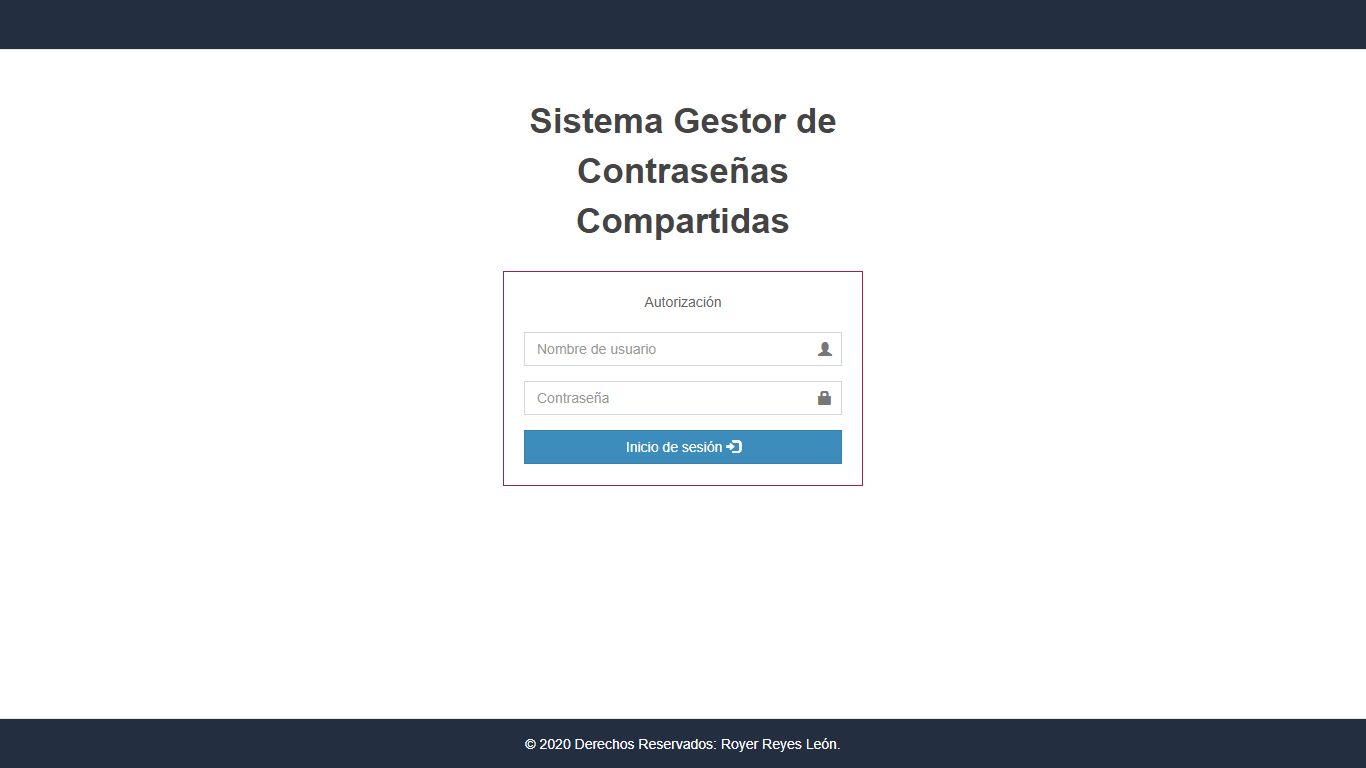 Sistema Gestor de
Contraseñas
Compartidas
Autorización
Nombre de usuario
Contraseña
Inicio de sesión
© 2020 Derechos Reservados: Royer Reyes León.